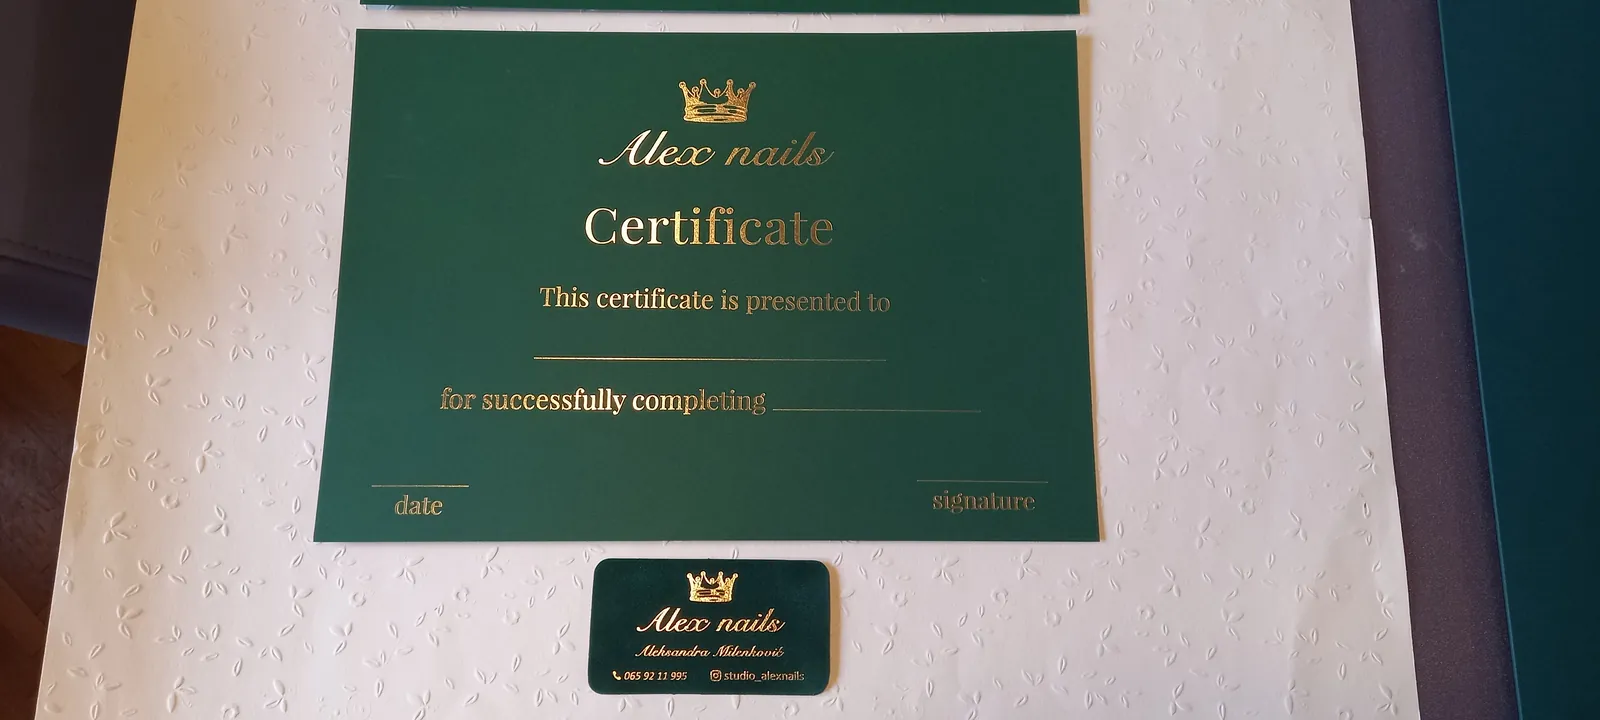 Alex nails
Certificate
This certificate is presented to
for successfully completing
date
signature
Alex nails
Aleksandra Milenković
065 92 11 995
studio_alexnails